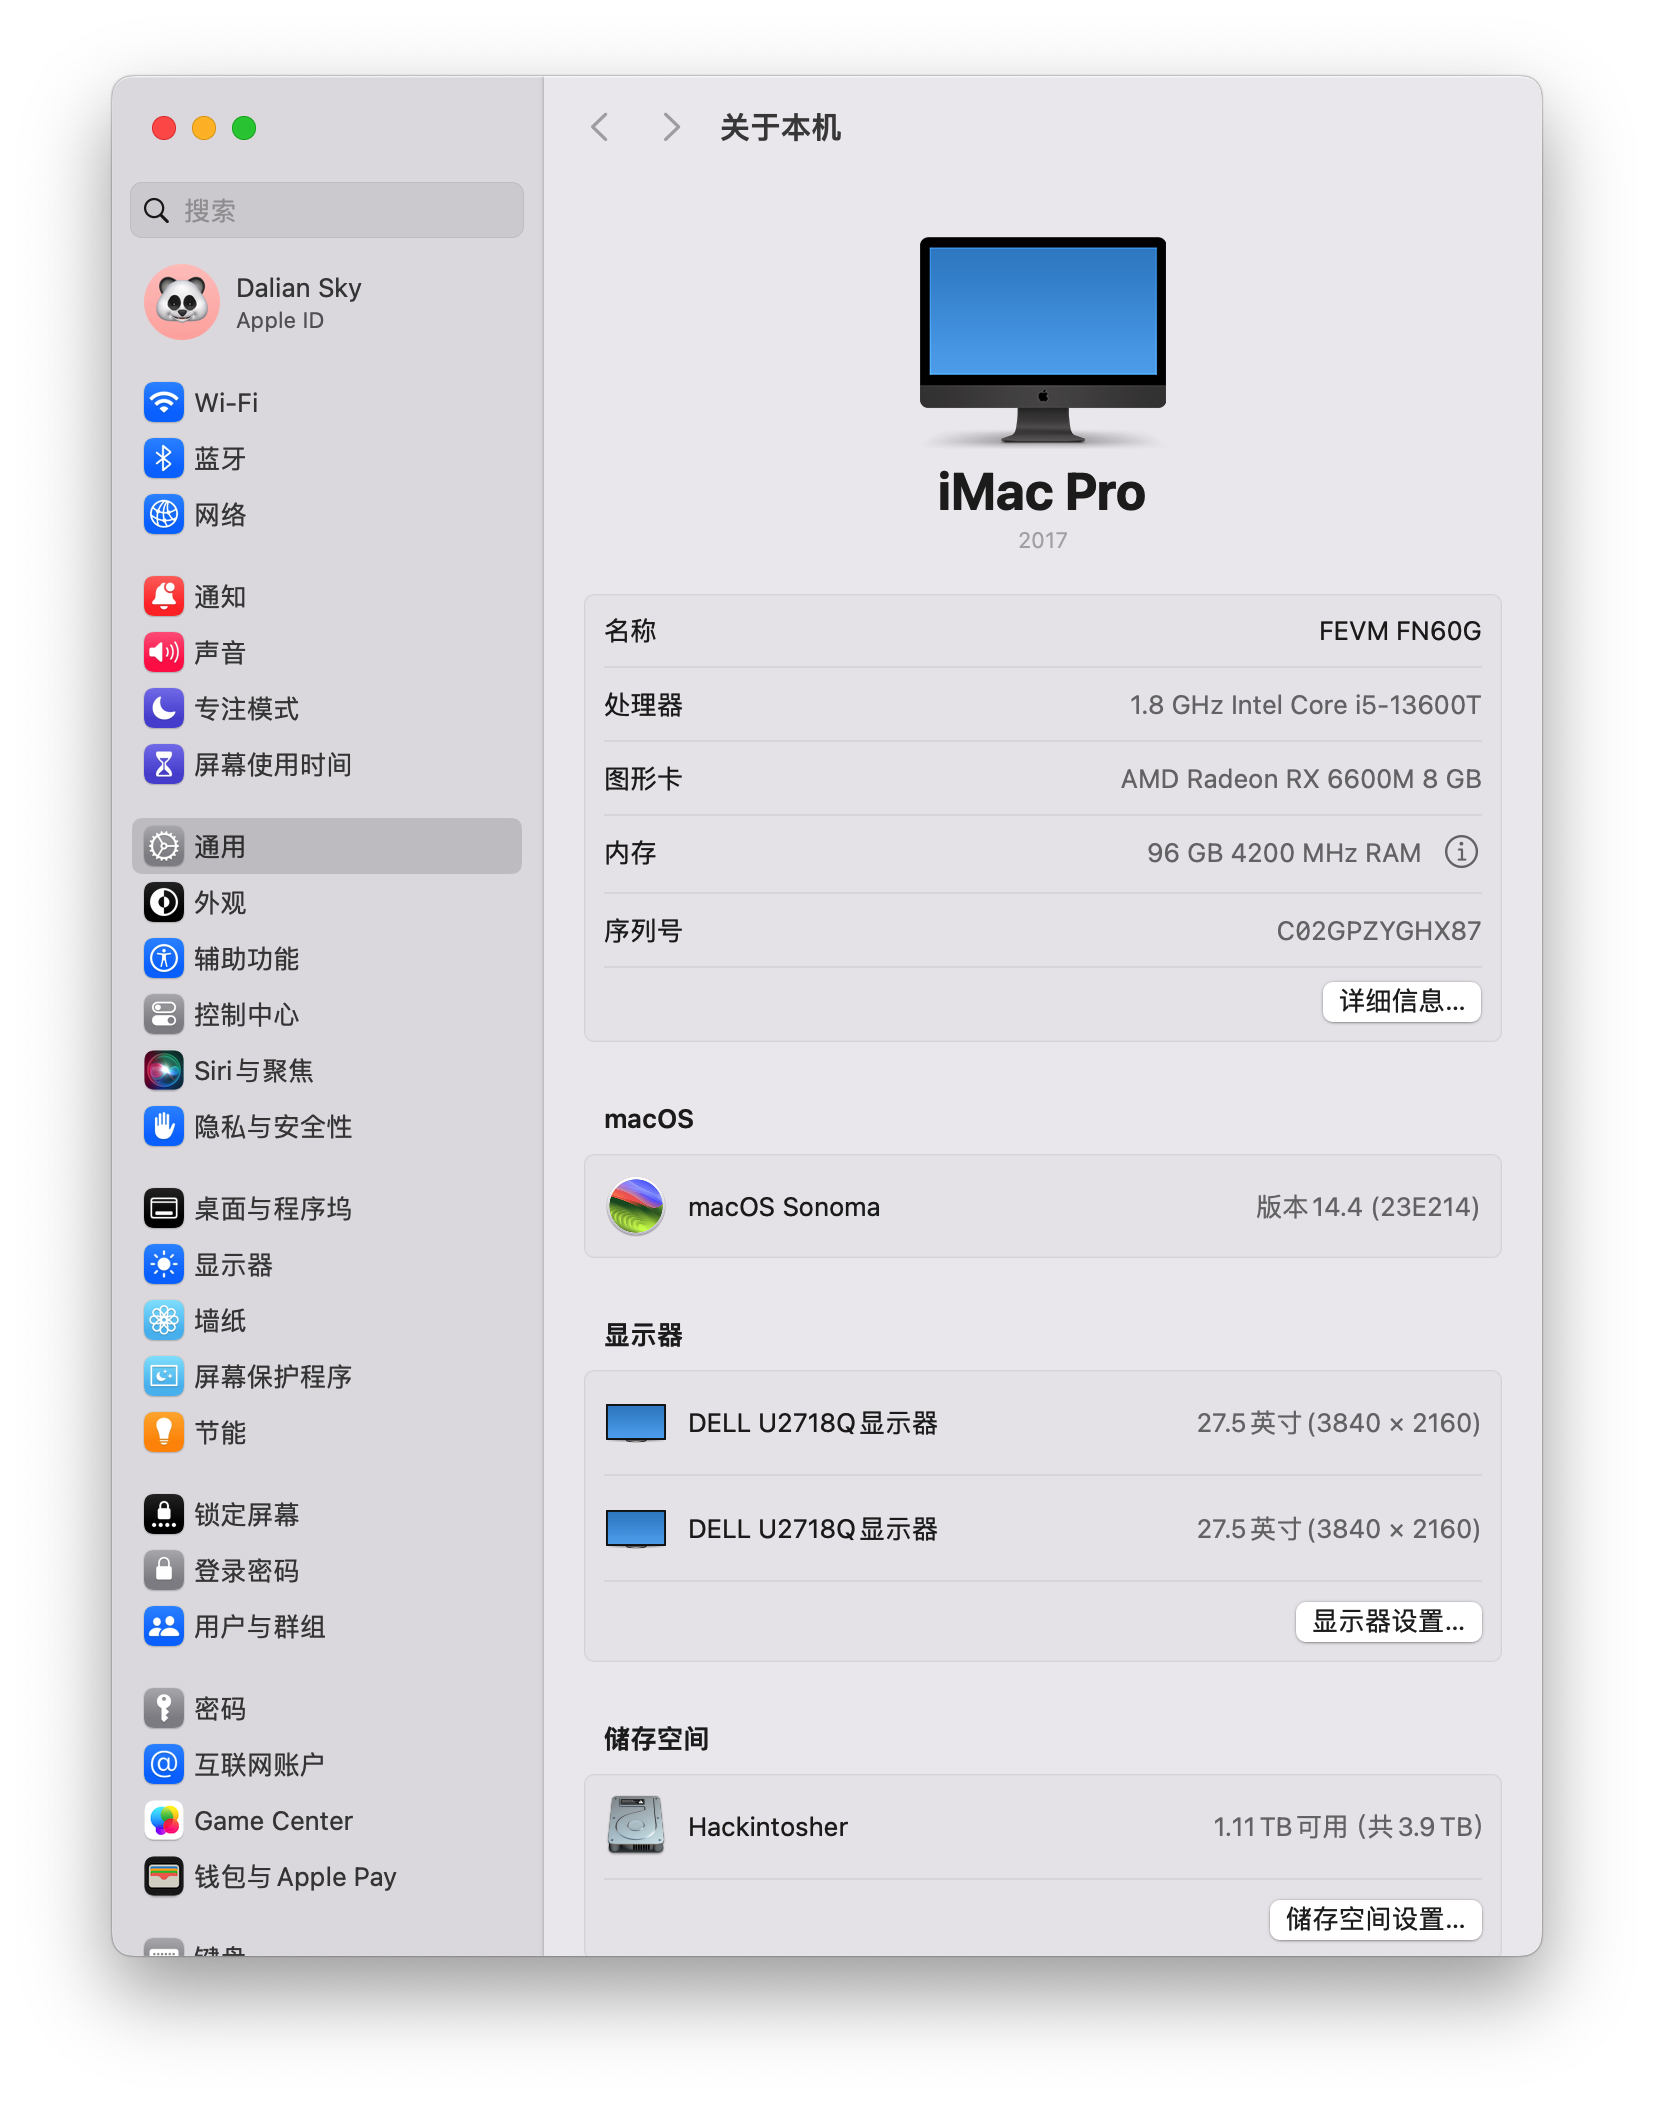 关于本机
搜索
Dalian Sky
Apple ID
Wi-Fi
蓝牙
网络
通知
声音
专注模式
屏幕使用时间
通用
外观
辅助功能
控制中心
Siri与聚焦
隐私与安全性
桌面与程序坞
显示器
墙纸
屏幕保护程序
节能
锁定屏幕
登录密码
用户与群组
密码
互联网账户
Game Center
钱包与Apple Pay
键盘
iMac Pro
2017
名称 FEVM FN60G
处理器 1.8 GHz Intel Core i5-13600T
图形卡 AMD Radeon RX 6600M 8 GB
内存 96 GB 4200 MHz RAM
序列号 C02GPZYGHX87
详细信息...
macOS
macOS Sonoma 版本14.4 (23E214)
显示器
DELL U2718Q显示器 27.5英寸 (3840 × 2160)
DELL U2718Q显示器 27.5英寸 (3840 × 2160)
显示器设置...
储存空间
Hackintosher 1.11 TB可用 (共3.9 TB)
储存空间设置...